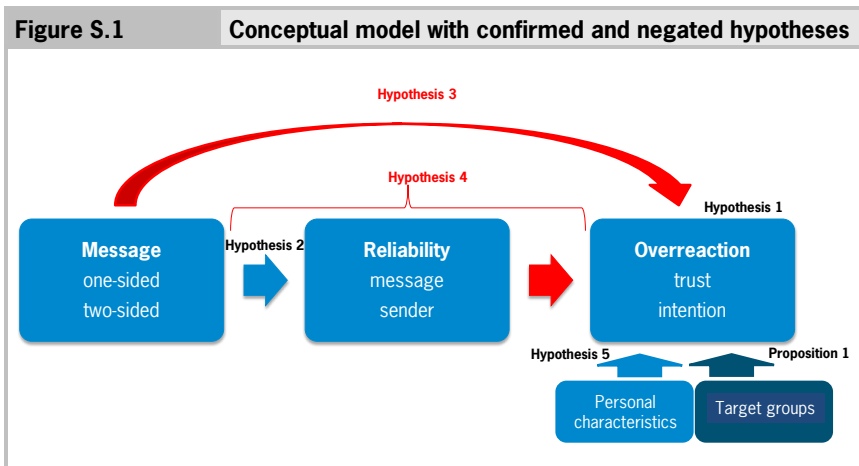 Figure S.1 Conceptual model with confirmed and negated hypotheses
Hypothesis 3
Hypothesis 4
Hypothesis 1
Message
one-sided
two-sided
Hypothesis 2
Reliability
message
sender
Overreaction
trust
intention
Hypothesis 5
Proposition 1
Personal
characteristics
Target groups